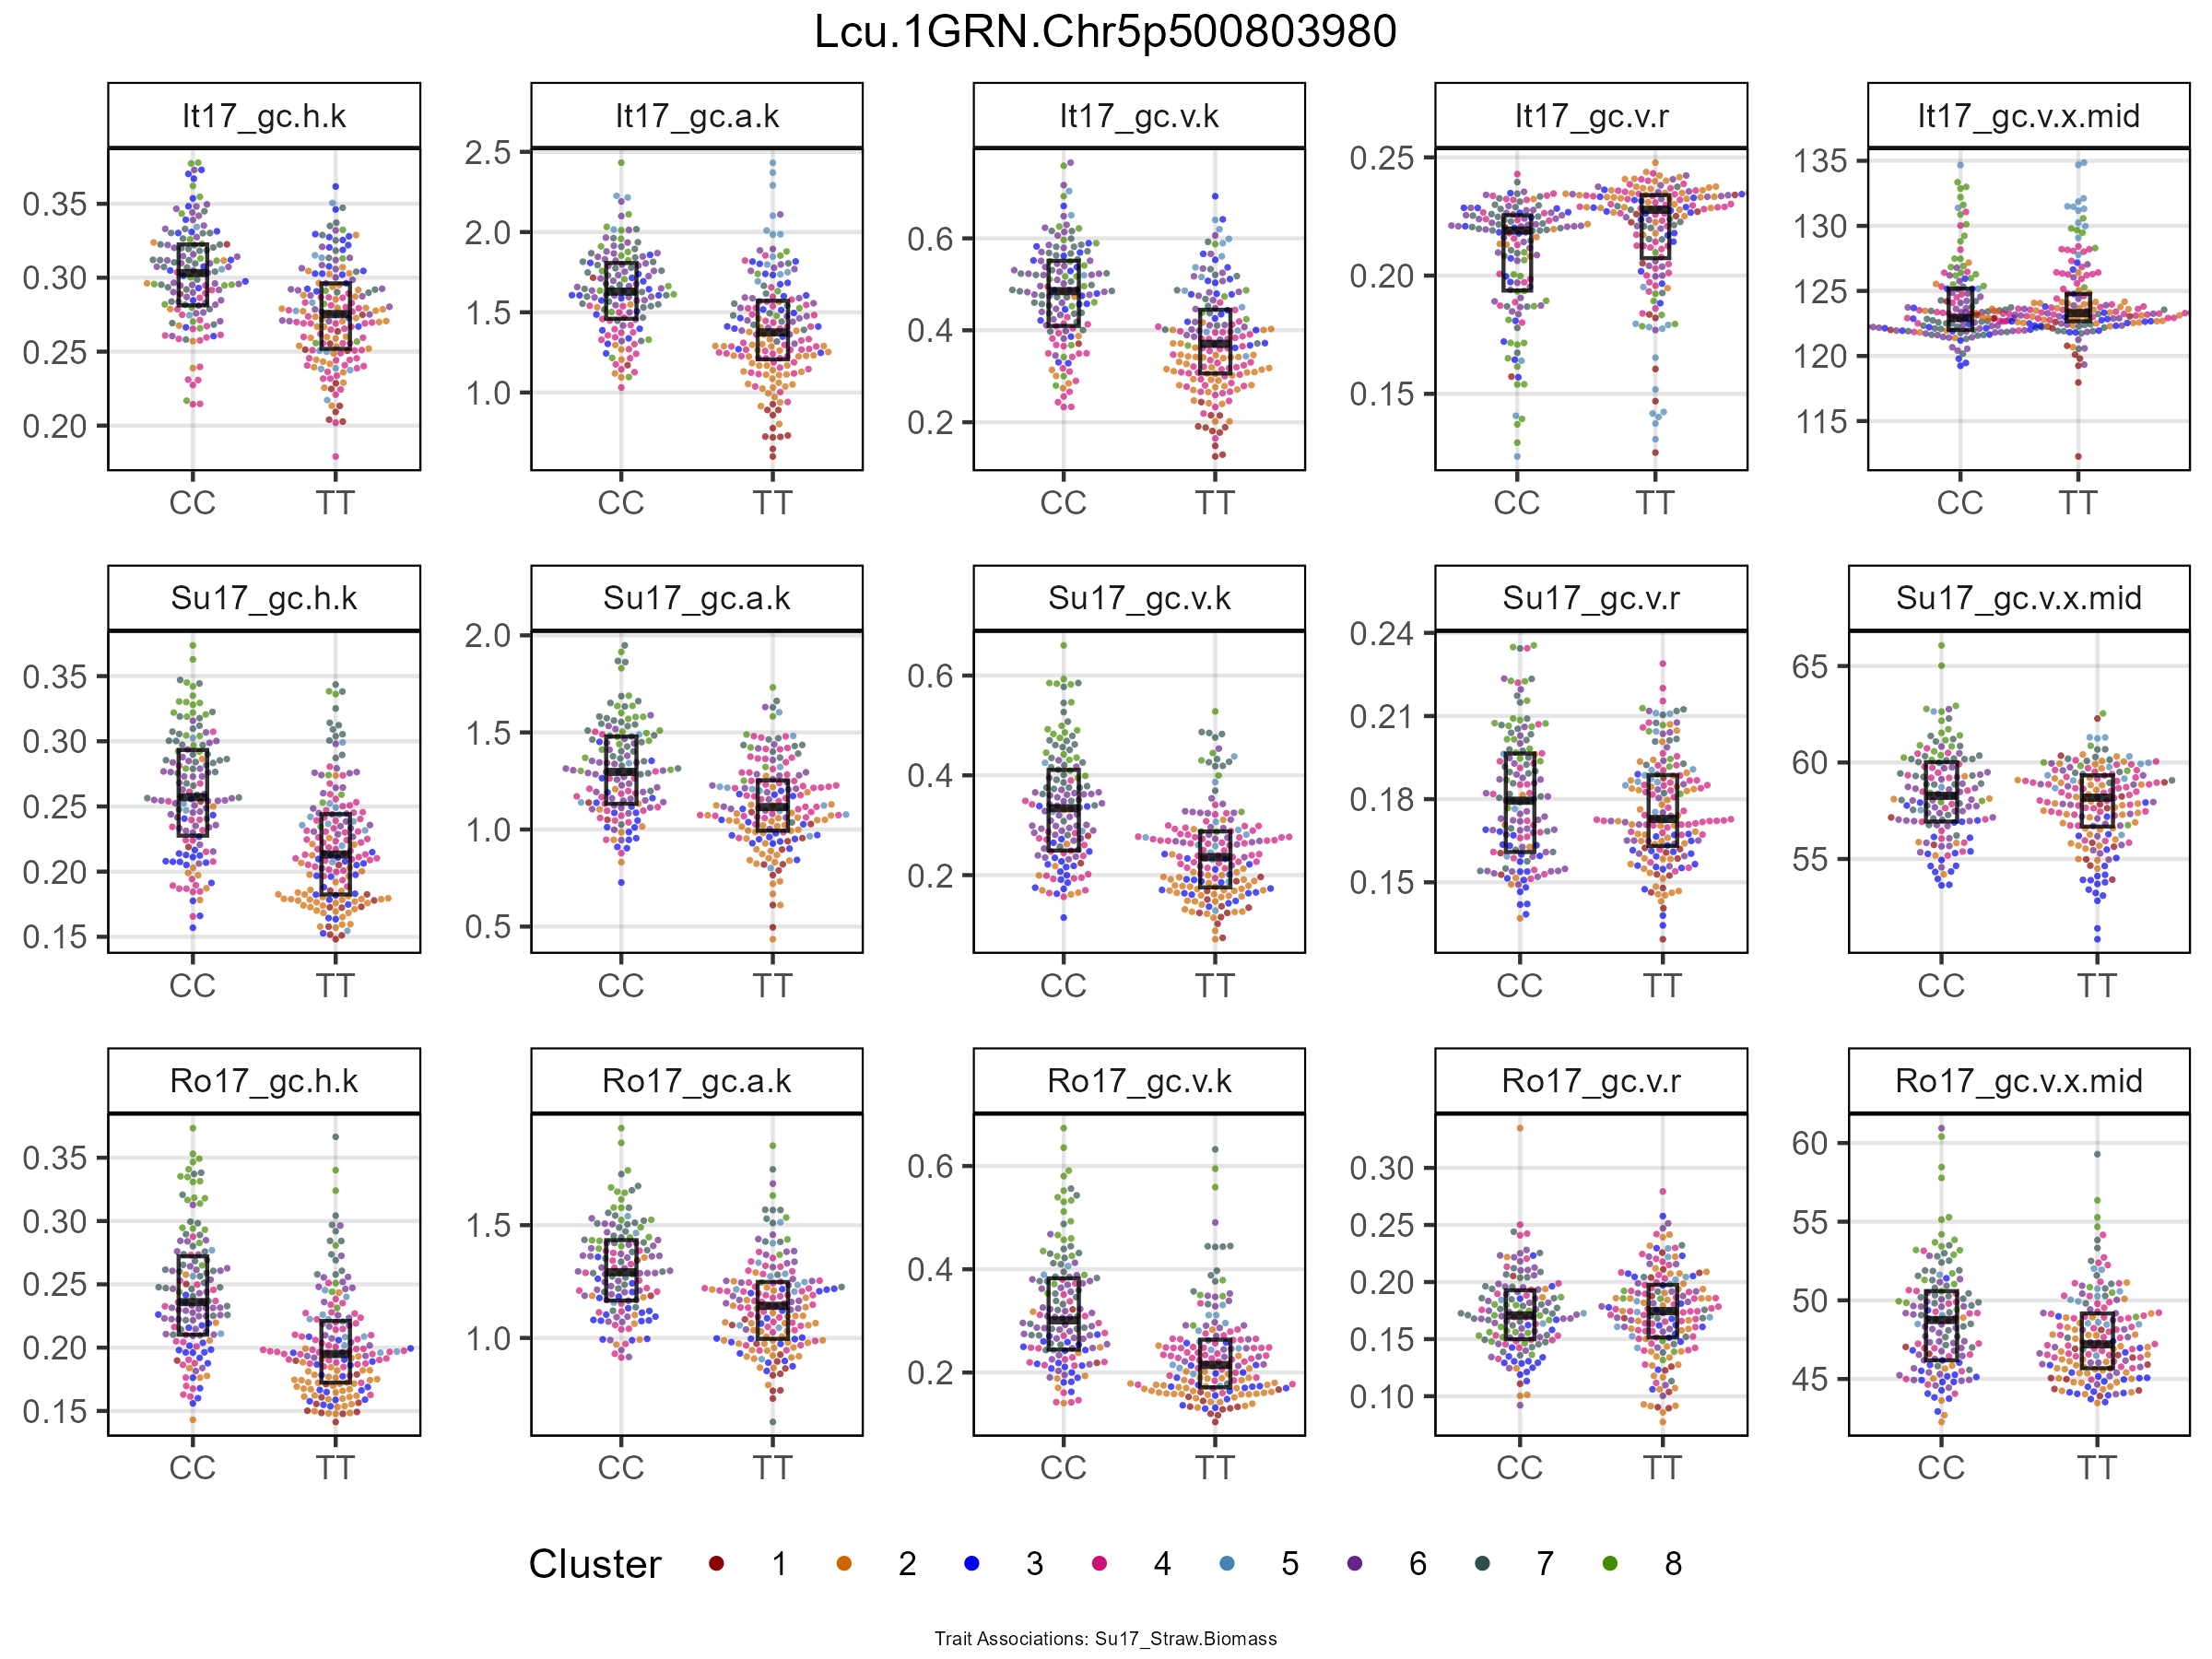 Lcu.1GRN.Chr5p500803980
It17_gc.h.k It17_gc.a.k It17_gc.v.k It17_gc.v.r It17_gc.v.x.mid
0.35 0.30 0.25 0.20 2.5 2.0 1.5 1.0 0.6 0.4 0.2 0.25 0.20 0.15 135 130 125 120 115
CC TT CC TT CC TT CC TT CC TT
Su17_gc.h.k Su17_gc.a.k Su17_gc.v.k Su17_gc.v.r Su17_gc.v.x.mid
0.35 0.30 0.25 0.20 0.15 2.0 1.5 1.0 0.5 0.6 0.4 0.2 0.24 0.21 0.18 0.15 65 60 55
CC TT CC TT CC TT CC TT CC TT
Ro17_gc.h.k Ro17_gc.a.k Ro17_gc.v.k Ro17_gc.v.r Ro17_gc.v.x.mid
0.35 0.30 0.25 0.20 0.15 1.5 1.0 0.6 0.4 0.2 0.30 0.25 0.20 0.15 0.10 60 55 50 45
CC TT CC TT CC TT CC TT CC TT
Cluster 1 2 3 4 5 6 7 8
Trait Associations: Su17_Straw.Biomass